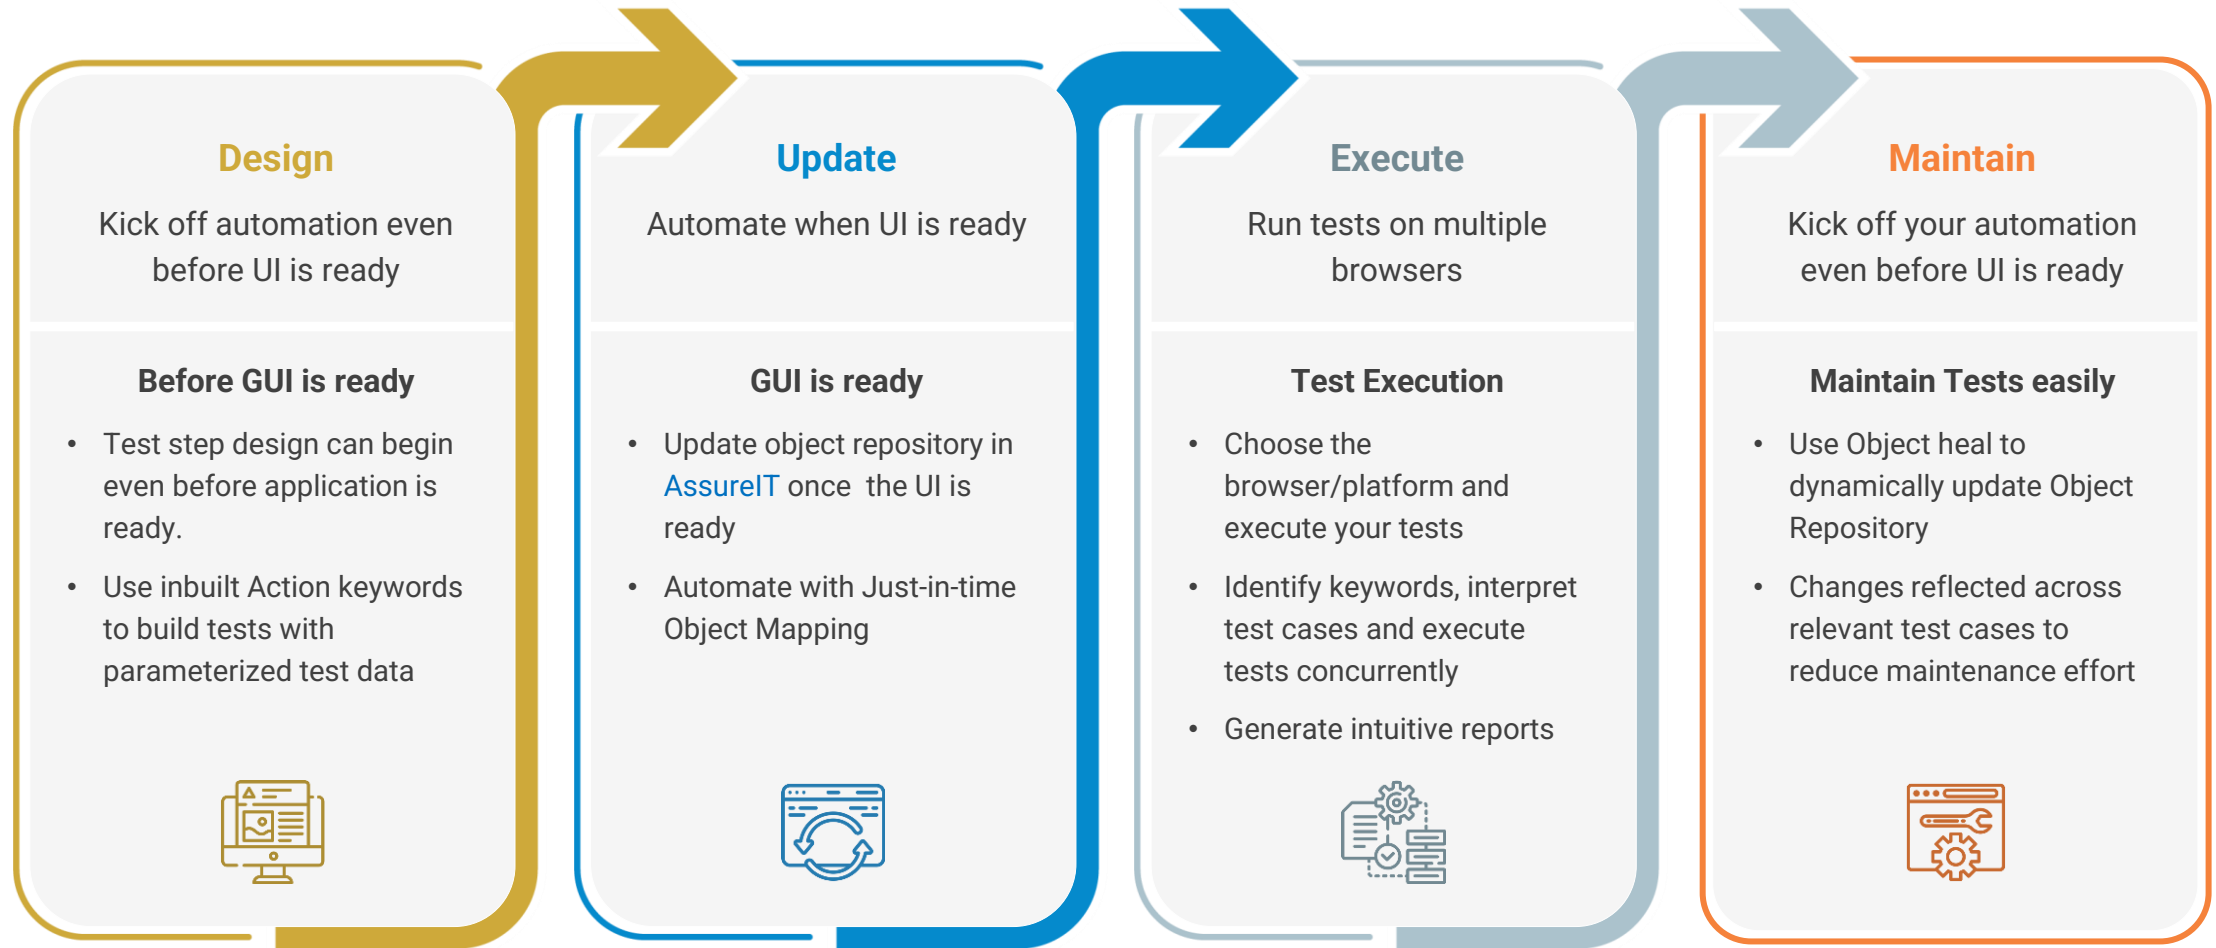 Design
Kick off automation even
before UI is ready
Before GUI is ready
• Test step design can begin
even before application is
ready.
• Use inbuilt Action keywords
to build tests with
parameterized test data
Update
Automate when UI is ready
GUI is ready
• Update object repository in
AssureIT once  the UI is
ready
• Automate with Just-in-time
Object Mapping
Execute
Run tests on multiple
browsers
Test Execution
• Choose the
browser/platform and
execute your tests
• Identify keywords, interpret
test cases and execute
tests concurrently
• Generate intuitive reports
Maintain
Kick off your automation
even before UI is ready
Maintain Tests easily
• Use Object heal to
dynamically update Object
Repository
• Changes reflected across
relevant test cases to
reduce maintenance effort